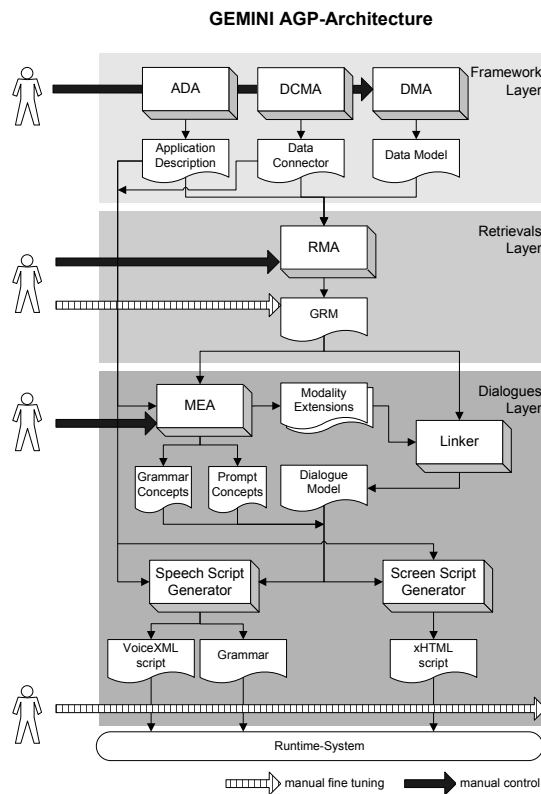 GEMINI AGP-Architecture
Framework
Layer
ADA
DCMA
DMA
Application
Description
Data
Connector
Data Model
Retrievals
Layer
RMA
GRM
Dialogues
Layer
MEA
Modality
Extensions
Linker
Grammar
Concepts
Prompt
Concepts
Dialogue
Model
Speech Script
Generator
Screen Script
Generator
VoiceXML
script
Grammar
xHTML
script
Runtime-System
manual fine tuning
manual control